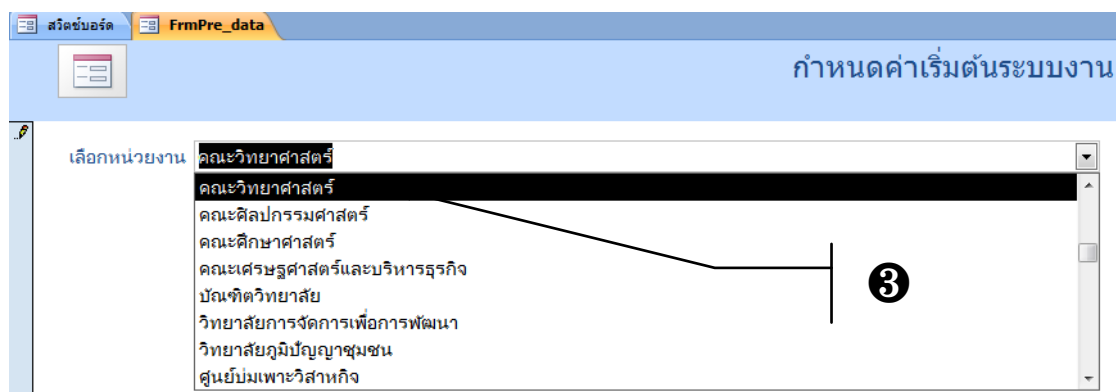 สวิตช์บอร์ด FrmPre_data
กำหนดค่าเริ่มต้นระบบงาน
เลือกหน่วยงาน คณะวิทยาศาสตร์
คณะวิทยาศาสตร์
คณะศิลปกรรมศาสตร์
คณะศึกษาศาสตร์
คณะเศรษฐศาสตร์และบริหารธุรกิจ
บัณฑิตวิทยาลัย
วิทยาลัยการจัดการเพื่อการพัฒนา
วิทยาลัยภูมิปัญญาชุมชน
ศูนย์บ่มเพาะวิสาหกิจ
❸